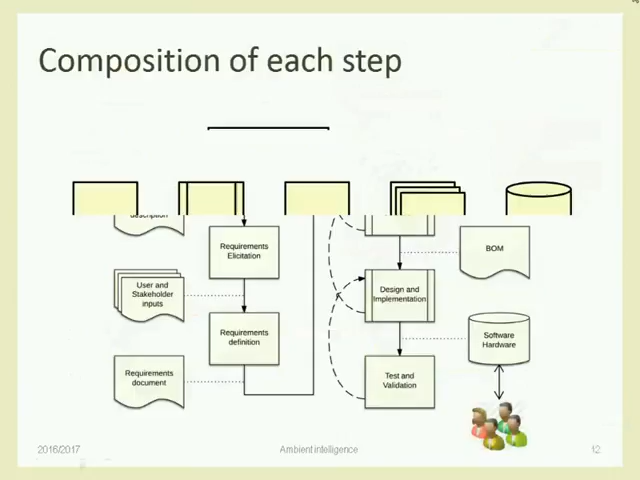 Composition of each step
description
Requirements
Elicitation
User and
Stakeholder
inputs
Requirements
definition
Requirements
document
BOM
Design and
Implementation
Software
Hardware
Test and
Validation
2016/2017
Ambient intelligence
12